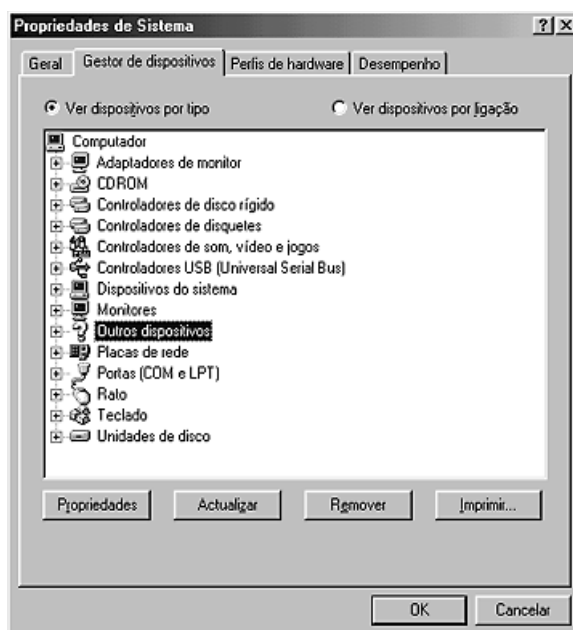 Propriedades de Sistema
Geral Gestor de dispositivos Perfis de hardware Desempenho
Ver dispositivos por tipo Ver dispositivos por ligação
Computador
Adaptadores de monitor
CDROM
Controladores de disco rígido
Controladores de disquetes
Controladores de som, vídeo e jogos
Controladores USB (Universal Serial Bus)
Dispositivos do sistema
Monitores
Outros dispositivos
Placas de rede
Portas (COM e LPT)
Rato
Teclado
Unidades de disco
Propriedades Actualizar Remover Imprimir...
OK Cancelar